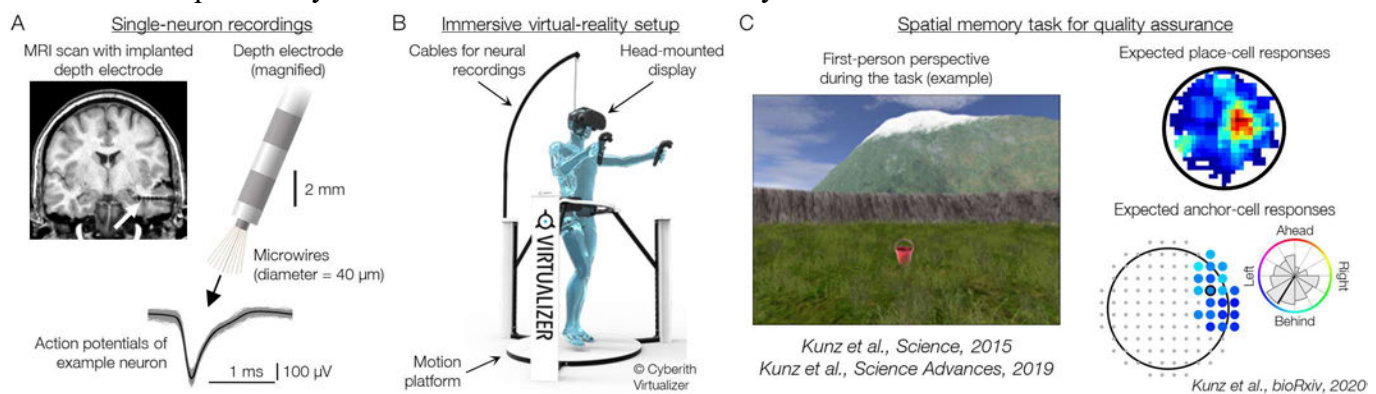 A
Single-neuron recordings
MRI scan with implanted
depth electrode
Depth electrode
(magnified)
2 mm
Microwires
(diameter = 40 μm)
Action potentials of
example neuron
1 ms
100 μV
B
Immersive virtual-reality setup
Cables for neural
recordings
Head-mounted
display
VIRTUALIZER
Motion
platform
© Cyberith
Virtualizer
C
Spatial memory task for quality assurance
First-person perspective
during the task (example)
Kunz et al., Science, 2015
Kunz et al., Science Advances, 2019
Expected place-cell responses
Expected anchor-cell responses
Ahead
Left
Right
Behind
Kunz et al., bioRxiv, 2020